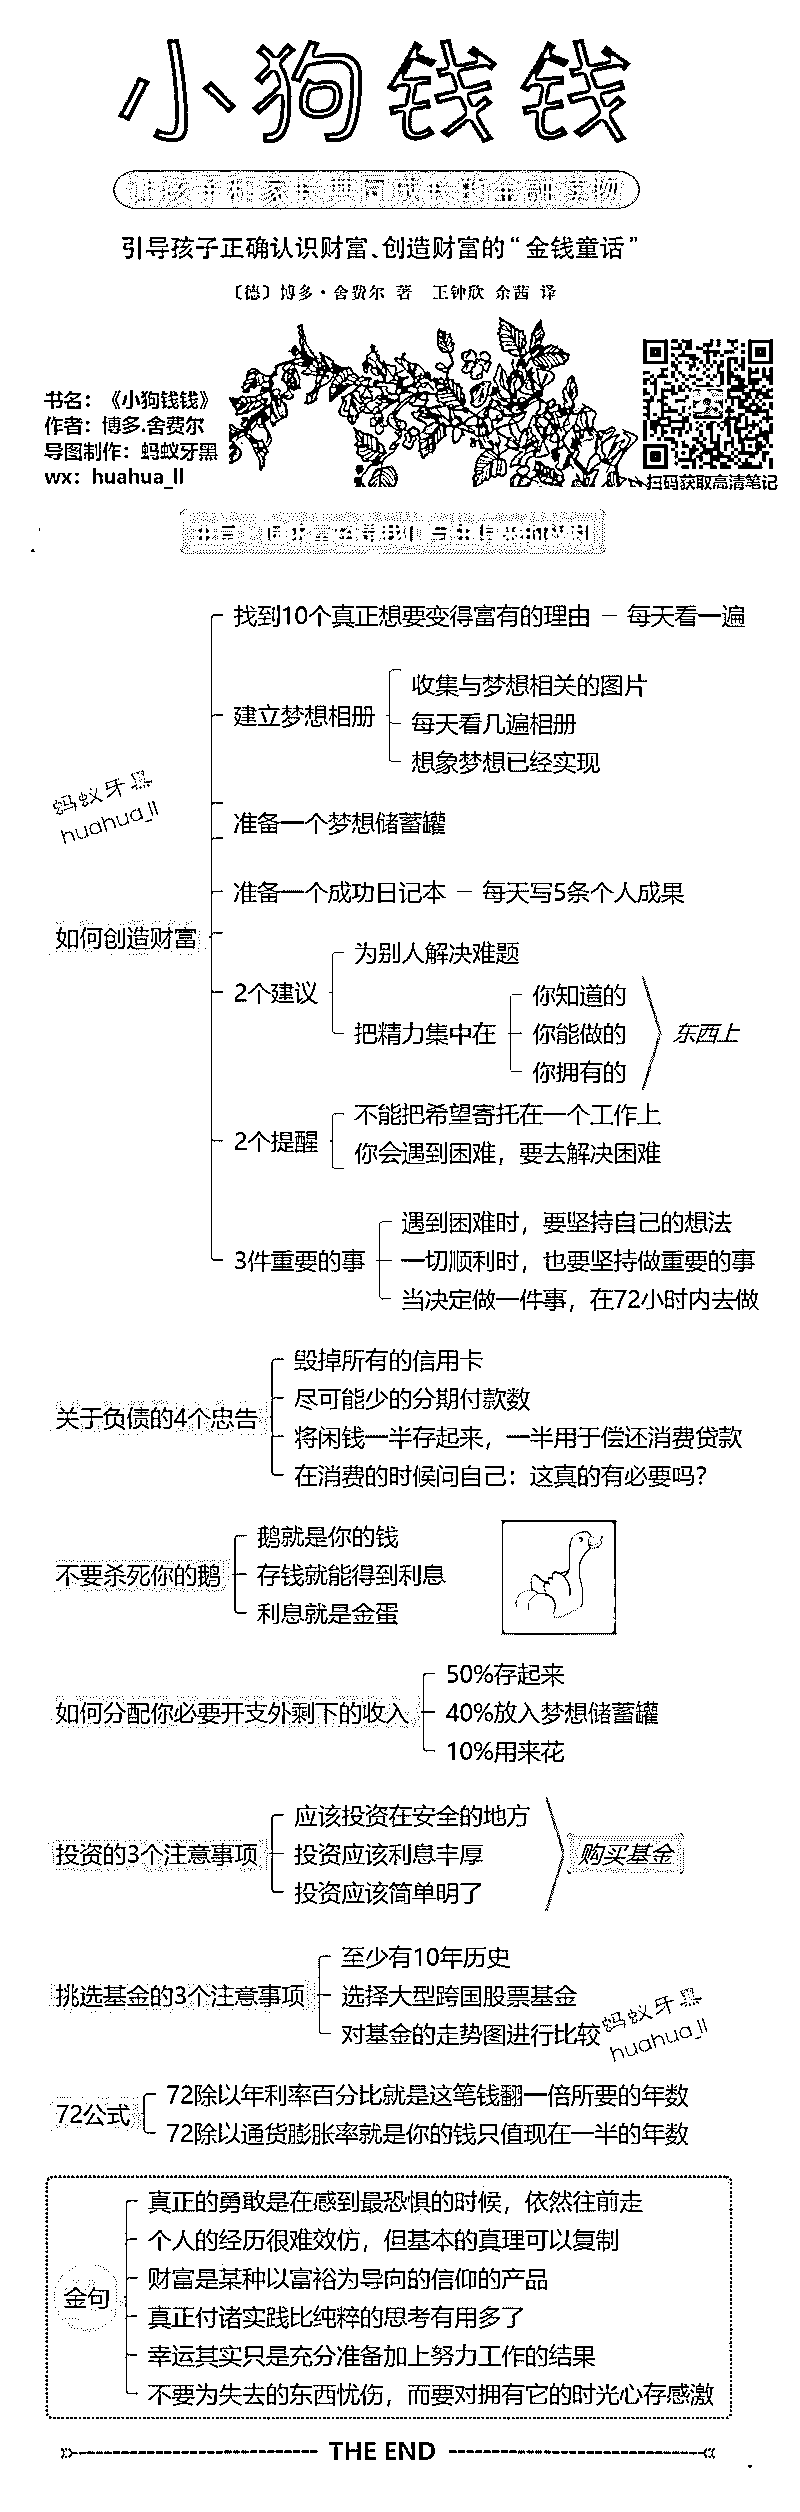 小狗钱钱
让孩子和家长共同成长的金融读物
引导孩子正确认识财富、创造财富的“金钱童话”
〔德〕博多·舍费尔 著 王钟欣 余茜 译
书名：《小狗钱钱》
作者：博多.舍费尔
导图制作：蚂蚁牙黑
wx：huahua_ll
扫码获取高清笔记
找到10个真正想要变得富有的理由 － 每天看一遍
建立梦想相册
收集与梦想相关的图片
每天看几遍相册
想象梦想已经实现
蚂蚁牙黑
huahua_ll
准备一个梦想储蓄罐
准备一个成功日记本 － 每天写5条个人成果
如何创造财富
2个建议
为别人解决难题
把精力集中在
你知道的
你能做的
你拥有的
东西上
2个提醒
不能把希望寄托在一个工作上
你会遇到困难，要去解决困难
3件重要的事
遇到困难时，要坚持自己的想法
一切顺利时，也要坚持做重要的事
当决定做一件事，在72小时内去做
关于负债的4个忠告
毁掉所有的信用卡
尽可能少的分期付款数
将闲钱一半存起来，一半用于偿还消费贷款
在消费的时候问自己：这真的有必要吗？
不要杀死你的鹅
鹅就是你的钱
存钱就能得到利息
利息就是金蛋
如何分配你必要开支外剩下的收入
50%存起来
40%放入梦想储蓄罐
10%用来花
投资的3个注意事项
应该投资在安全的地方
投资应该利息丰厚
投资应该简单明了
购买基金
挑选基金的3个注意事项
至少有10年历史
选择大型跨国股票基金
对基金的走势图进行比较
蚂蚁牙黑
huahua_ll
72公式
72除以年利率百分比就是这笔钱翻一倍所要的年数
72除以通货膨胀率就是你的钱只值现在一半的年数
金句
真正的勇敢是在感到最恐惧的时候，依然往前走
个人的经历很难效仿，但基本的真理可以复制
财富是某种以富裕为导向的信仰的产品
真正付诸实践比纯粹的思考有用多了
幸运其实只是充分准备加上努力工作的结果
不要为失去的东西忧伤，而要对拥有它的时光心存感激
THE END